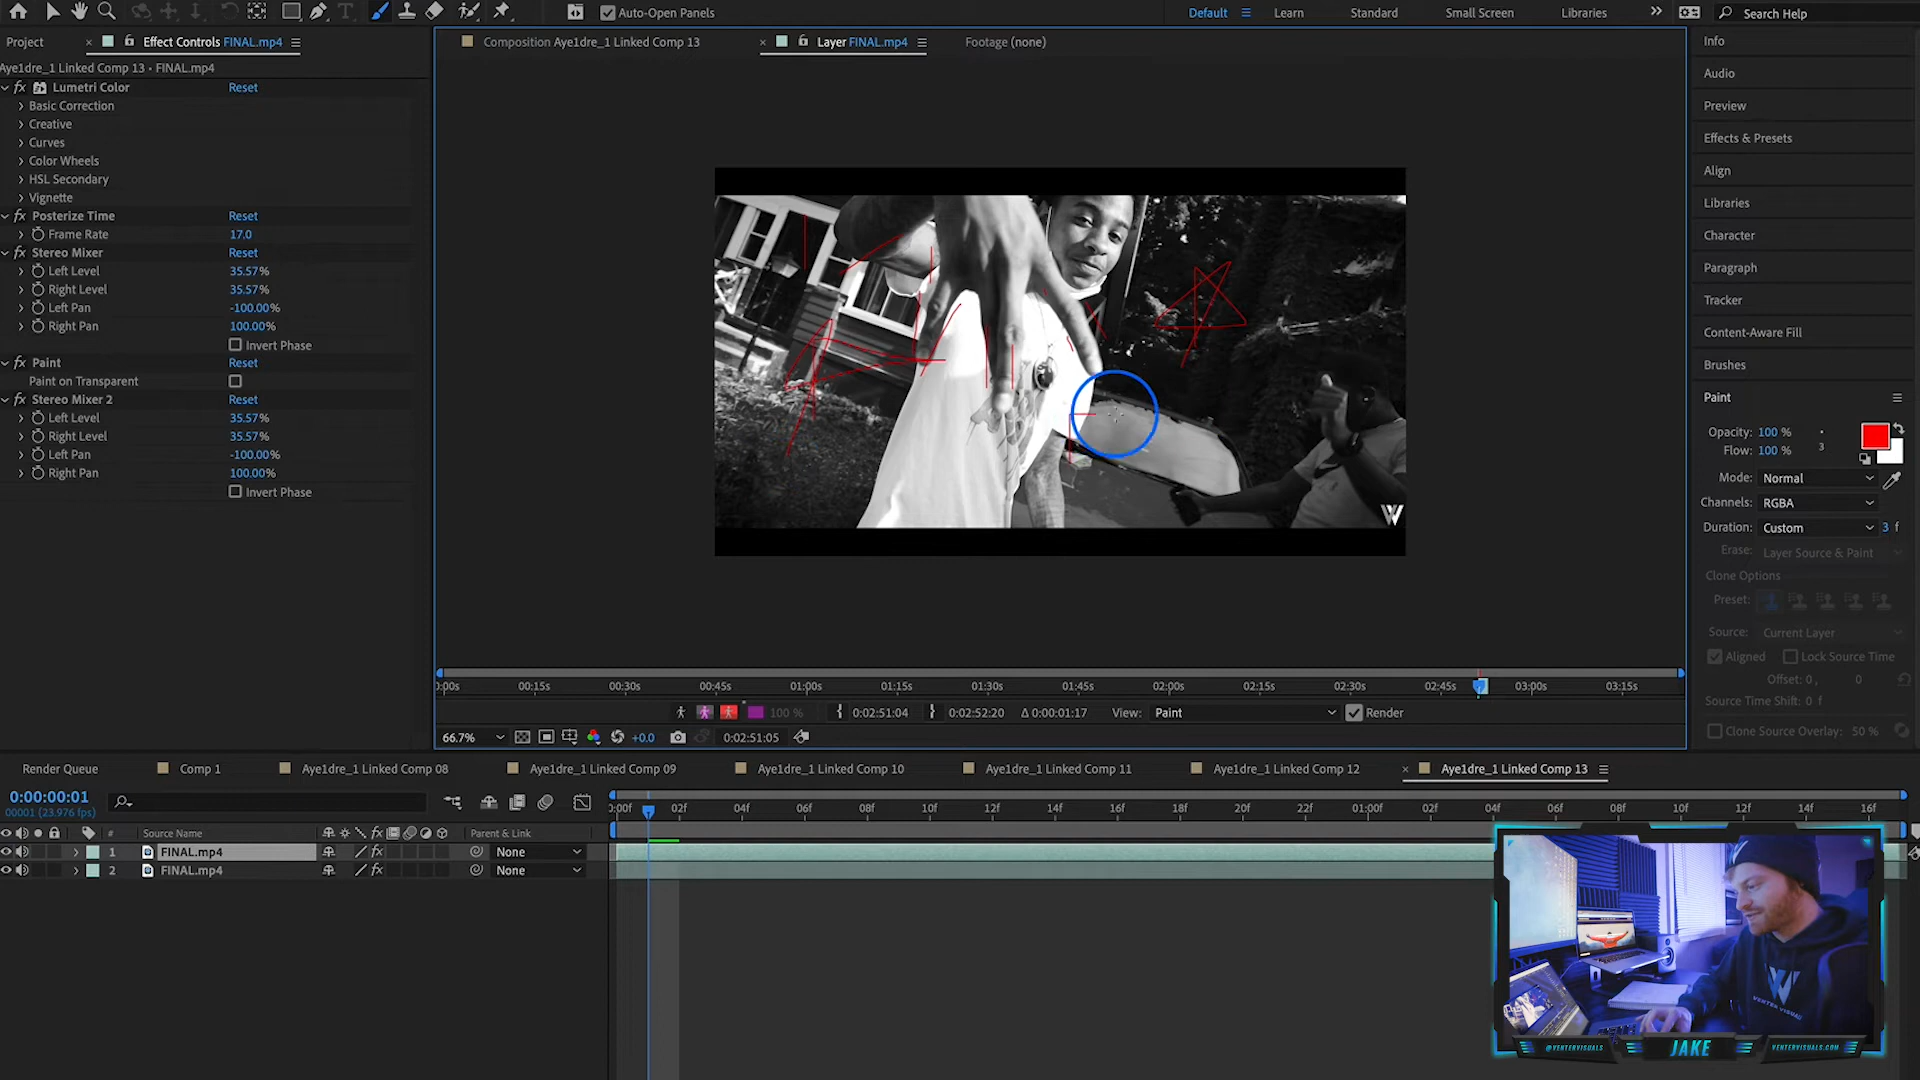 Auto-Open Panels
Default
Learn
Standard
Small Screen
Libraries
Search Help
Project
Effect Controls FINAL.mp4
Composition Aye1dre_1 Linked Comp 13
Layer FINAL.mp4
Footage (none)
Aye1dre_1 Linked Comp 13 • FINAL.mp4
fx Lumetri Color Reset
Basic Correction
Creative
Curves
Color Wheels
HSL Secondary
Vignette
fx Posterize Time Reset
Frame Rate 17.0
fx Stereo Mixer Reset
Left Level 35.57%
Right Level 35.57%
Left Pan -100.00%
Right Pan 100.00%
Invert Phase
fx Paint Reset
Paint on Transparent
fx Stereo Mixer 2 Reset
Left Level 35.57%
Right Level 35.57%
Left Pan -100.00%
Right Pan 100.00%
Invert Phase
Info
Audio
Preview
Effects & Presets
Align
Libraries
Character
Paragraph
Tracker
Content-Aware Fill
Brushes
Paint
Opacity: 100 %
Flow: 100 %
3
Mode: Normal
Channels: RGBA
Duration: Custom 3 f
Erase: Layer Source & Paint
Clone Options
Preset:
Source: Current Layer
Aligned Lock Source Time
Offset: 0, 0
Source Time Shift: 0 f
Clone Source Overlay: 50 %
):00s 00:15s 00:30s 00:45s 01:00s 01:15s 01:30s 01:45s 02:00s 02:15s 02:30s 02:45s 03:00s 03:15s
100 % 0:02:51:04 0:02:52:20 Δ 0:00:01:17 View: Paint Render
66.7% +0.0 0:02:51:05
Render Queue
Comp 1
Aye1dre_1 Linked Comp 08
Aye1dre_1 Linked Comp 09
Aye1dre_1 Linked Comp 10
Aye1dre_1 Linked Comp 11
Aye1dre_1 Linked Comp 12
Aye1dre_1 Linked Comp 13
0:00:00:01
00001 (23.976 fps)
):00f 02f 04f 06f 08f 10f 12f 14f 16f 18f 20f 22f 01:00f 02f 04f 06f 08f 10f 12f 14f 16f
# Source Name fx Parent & Link
1 FINAL.mp4 fx None
2 FINAL.mp4 fx None
@VENTERVISUALS
JAKE
VENTERVISUALS.COM